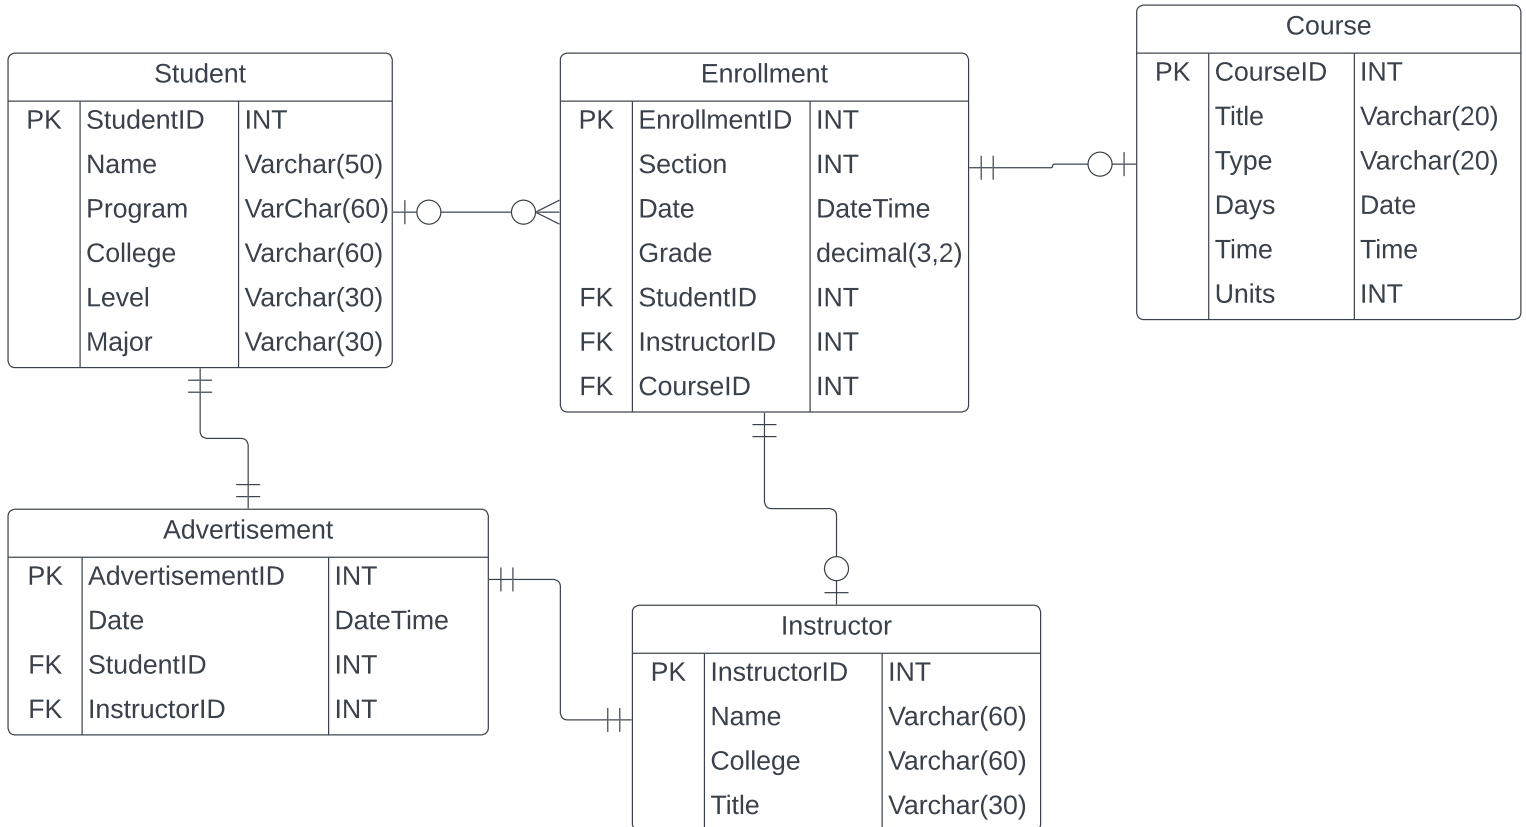 Student
PK StudentID INT
Name Varchar(50)
Program VarChar(60)
College Varchar(60)
Level Varchar(30)
Major Varchar(30)
Enrollment
PK EnrollmentID INT
Section INT
Date DateTime
Grade decimal(3,2)
FK StudentID INT
FK InstructorID INT
FK CourseID INT
Course
PK CourseID INT
Title Varchar(20)
Type Varchar(20)
Days Date
Time Time
Units INT
Advertisement
PK AdvertisementID INT
Date DateTime
FK StudentID INT
FK InstructorID INT
Instructor
PK InstructorID INT
Name Varchar(60)
College Varchar(60)
Title Varchar(30)